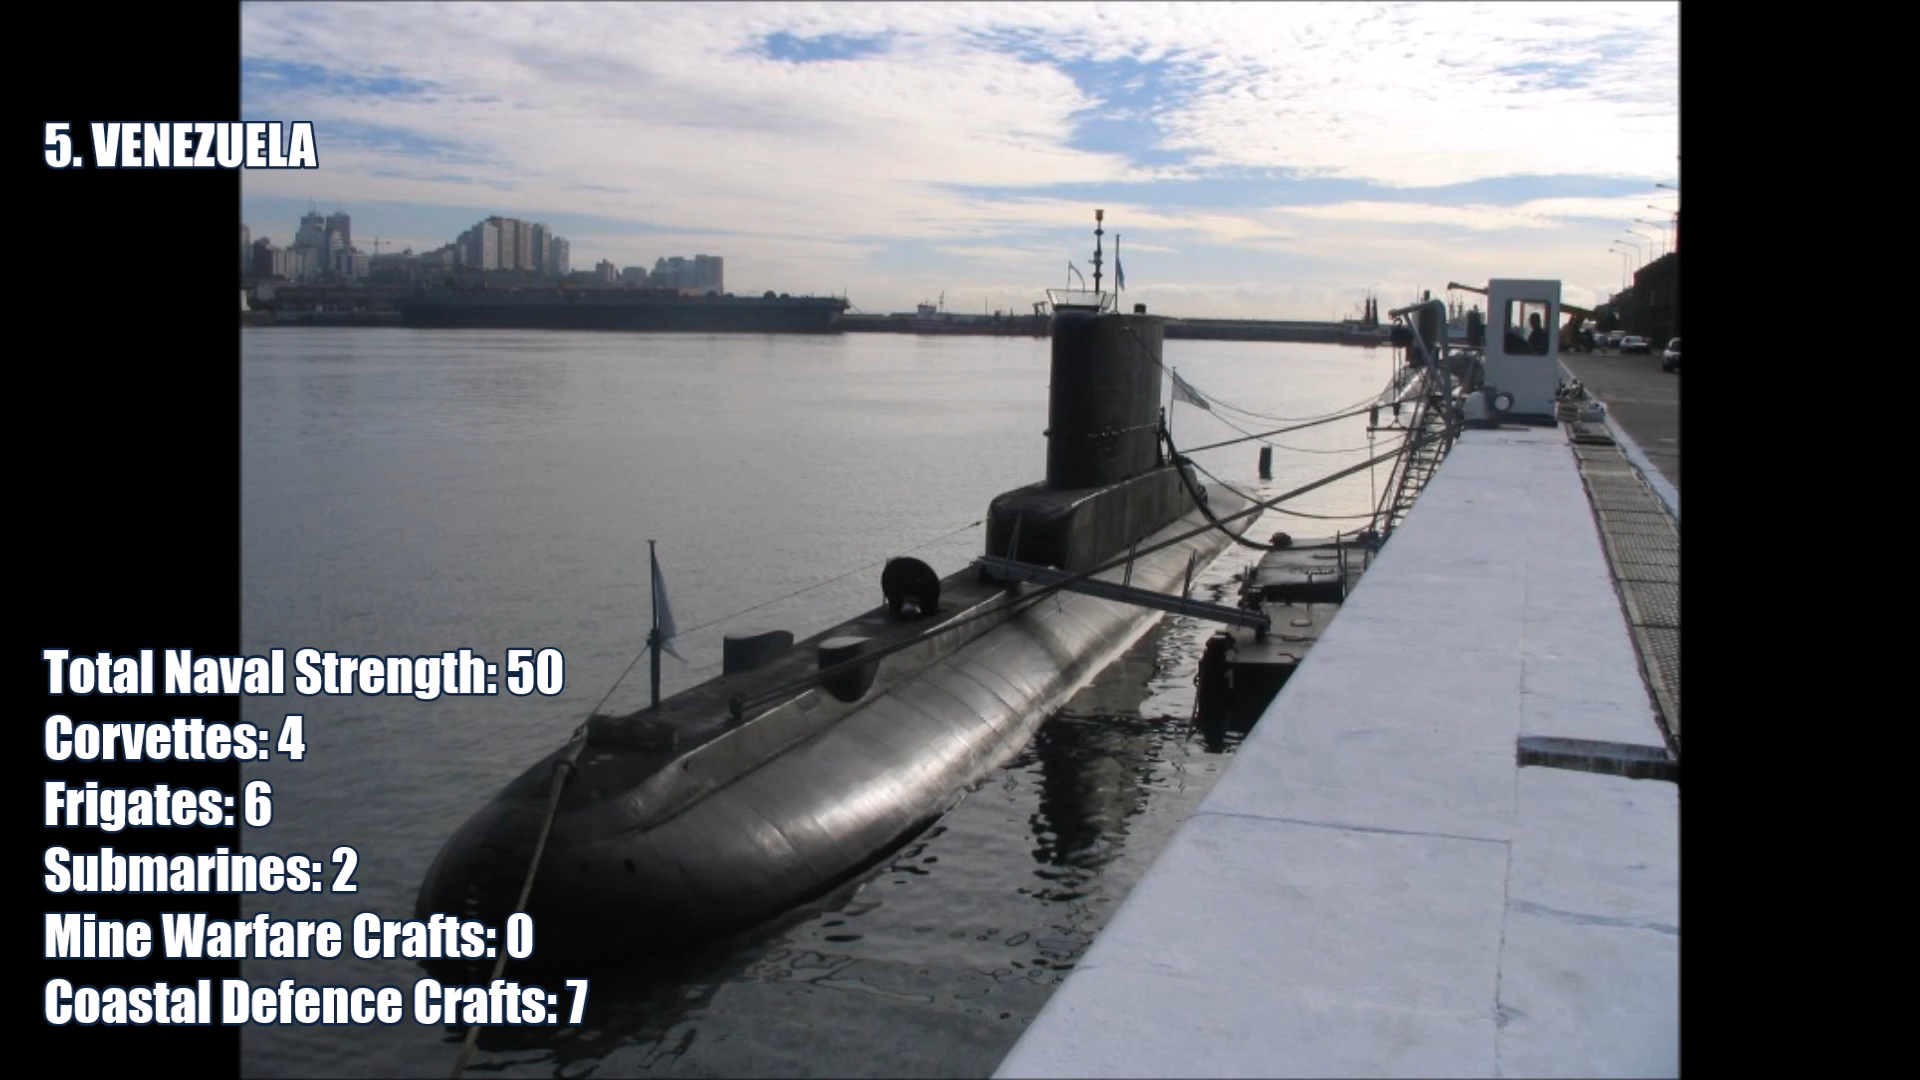 5. VENEZUELA
Total Naval Strength: 50
Corvettes: 4
Frigates: 6
Submarines: 2
Mine Warfare Crafts: 0
Coastal Defence Crafts: 7